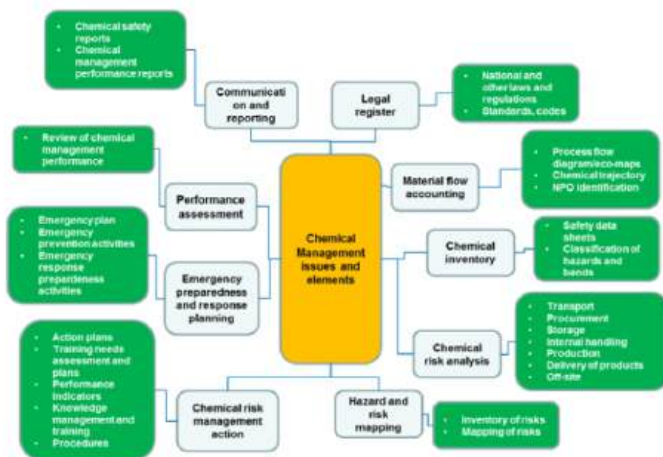 Chemical safety
reports
Chemical
management
performance reports
Communicati
on and
reporting
Legal
register
National and
other laws and
regulations
Standards, codes
Review of chemical
management
performance
Performance
assessment
Material flow
accounting
Process flow
diagram/eco-maps
Chemical trajectory
NPO identification
Chemical
Management
issues and
elements
Emergency plan
Emergency
prevention activities
Emergency
response
preparedness
activities
Emergency
preparedness
and response
planning
Chemical
inventory
Safety data
sheets
Classification of
hazards and
bands
Chemical
risk analysis
Transport
Procurement
Storage
Internal handling
Production
Delivery of products
Off-site
Action plans
Training needs
assessment and
plans
Performance
indicators
Knowledge
management and
training
Procedures
Chemical risk
management
action
Hazard and
risk
mapping
Inventory of risks
Mapping of risks